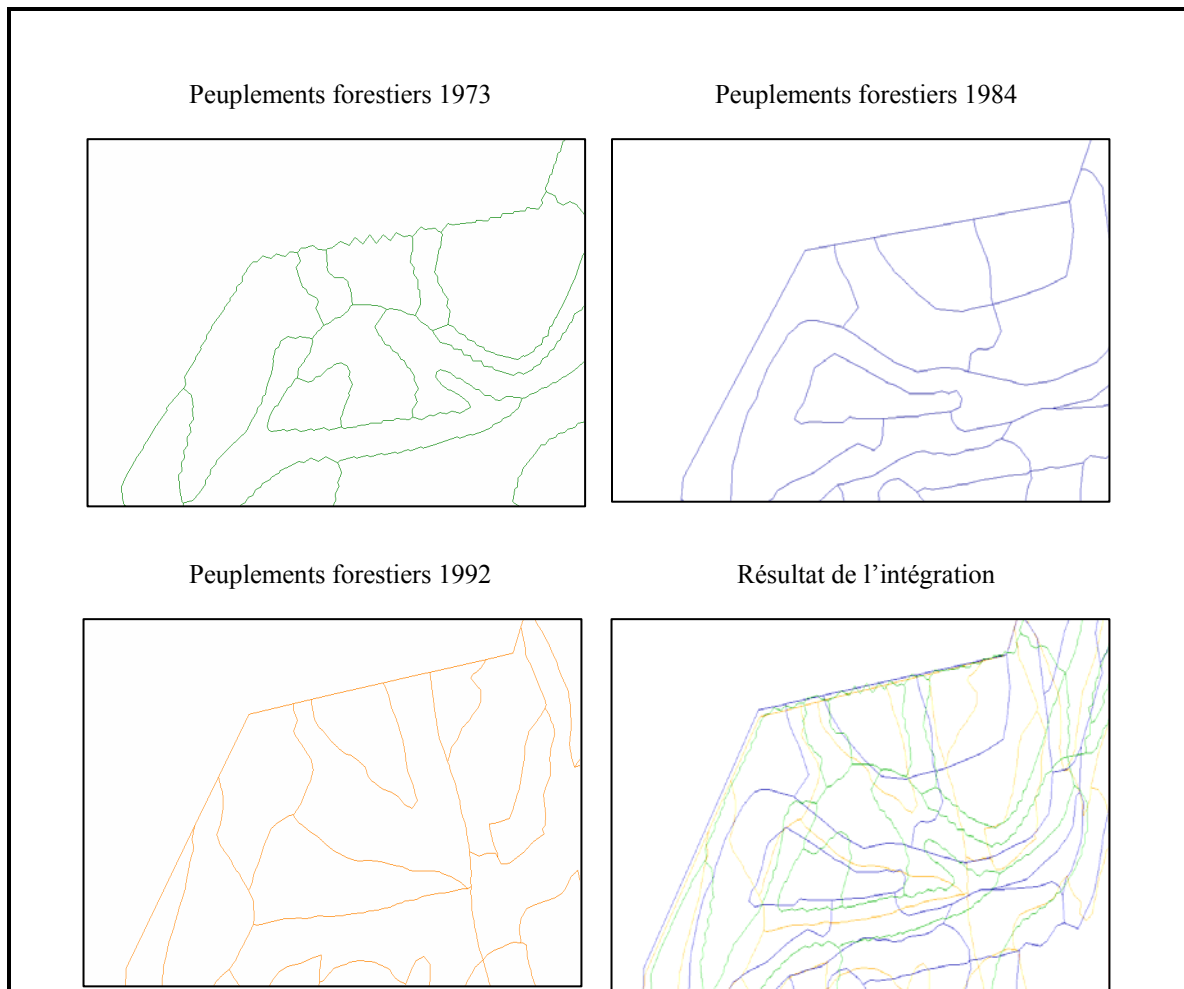 Peuplements forestiers 1973
Peuplements forestiers 1984
Peuplements forestiers 1992
Résultat de l'intégration